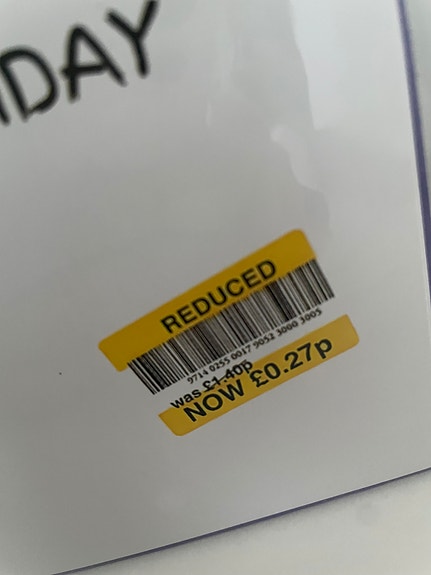 IDAY
REDUCED
9714 0255 0017 9052 3000 3005
was £1.40p
NOW £0.27p